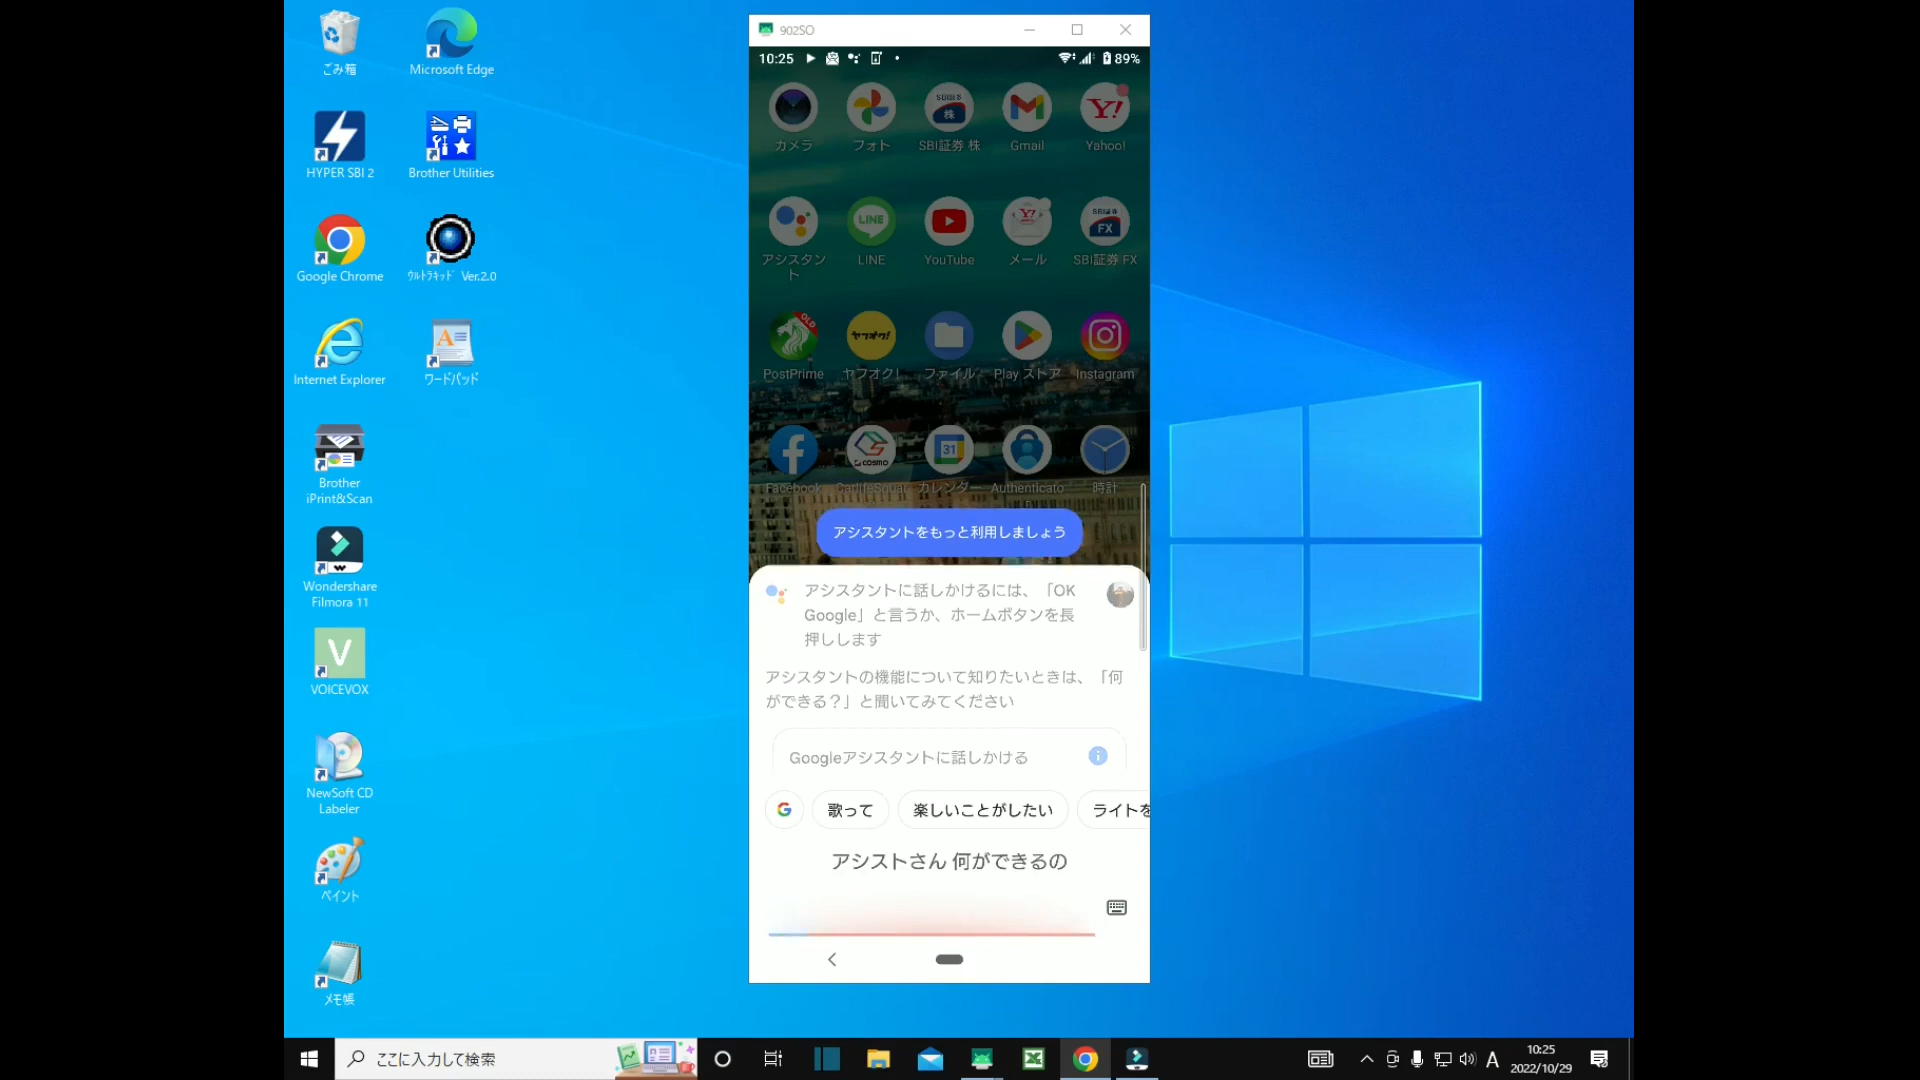 ごみ箱
Microsoft Edge
HYPER SBI 2
Brother Utilities
Google Chrome
ｳﾙﾄﾗｷｯﾄﾞ Ver.2.0
Internet Explorer
ワードパッド
Brother
iPrint&Scan
Wondershare
Filmora 11
VOICEVOX
NewSoft CD
Labeler
ペイント
メモ帳
902SO
10:25
89%
カメラ
フォト
SBI証券 株
Gmail
Yahoo!
アシスタン
ト
LINE
YouTube
メール
SBI証券 FX
PostPrime
ヤフオク!
ファイル
Play ストア
Instagram
Facebook
CarlifeSquar
カレンダー
Authenticato
時計
アシスタントをもっと利用しましょう
アシスタントに話しかけるには、「OK
Google」と言うか、ホームボタンを長
押しします
アシスタントの機能について知りたいときは、「何
ができる？」と聞いてみてください
Googleアシスタントに話しかける
歌って
楽しいことがしたい
ライトを
アシストさん 何ができるの
ここに入力して検索
A
10:25
2022/10/29